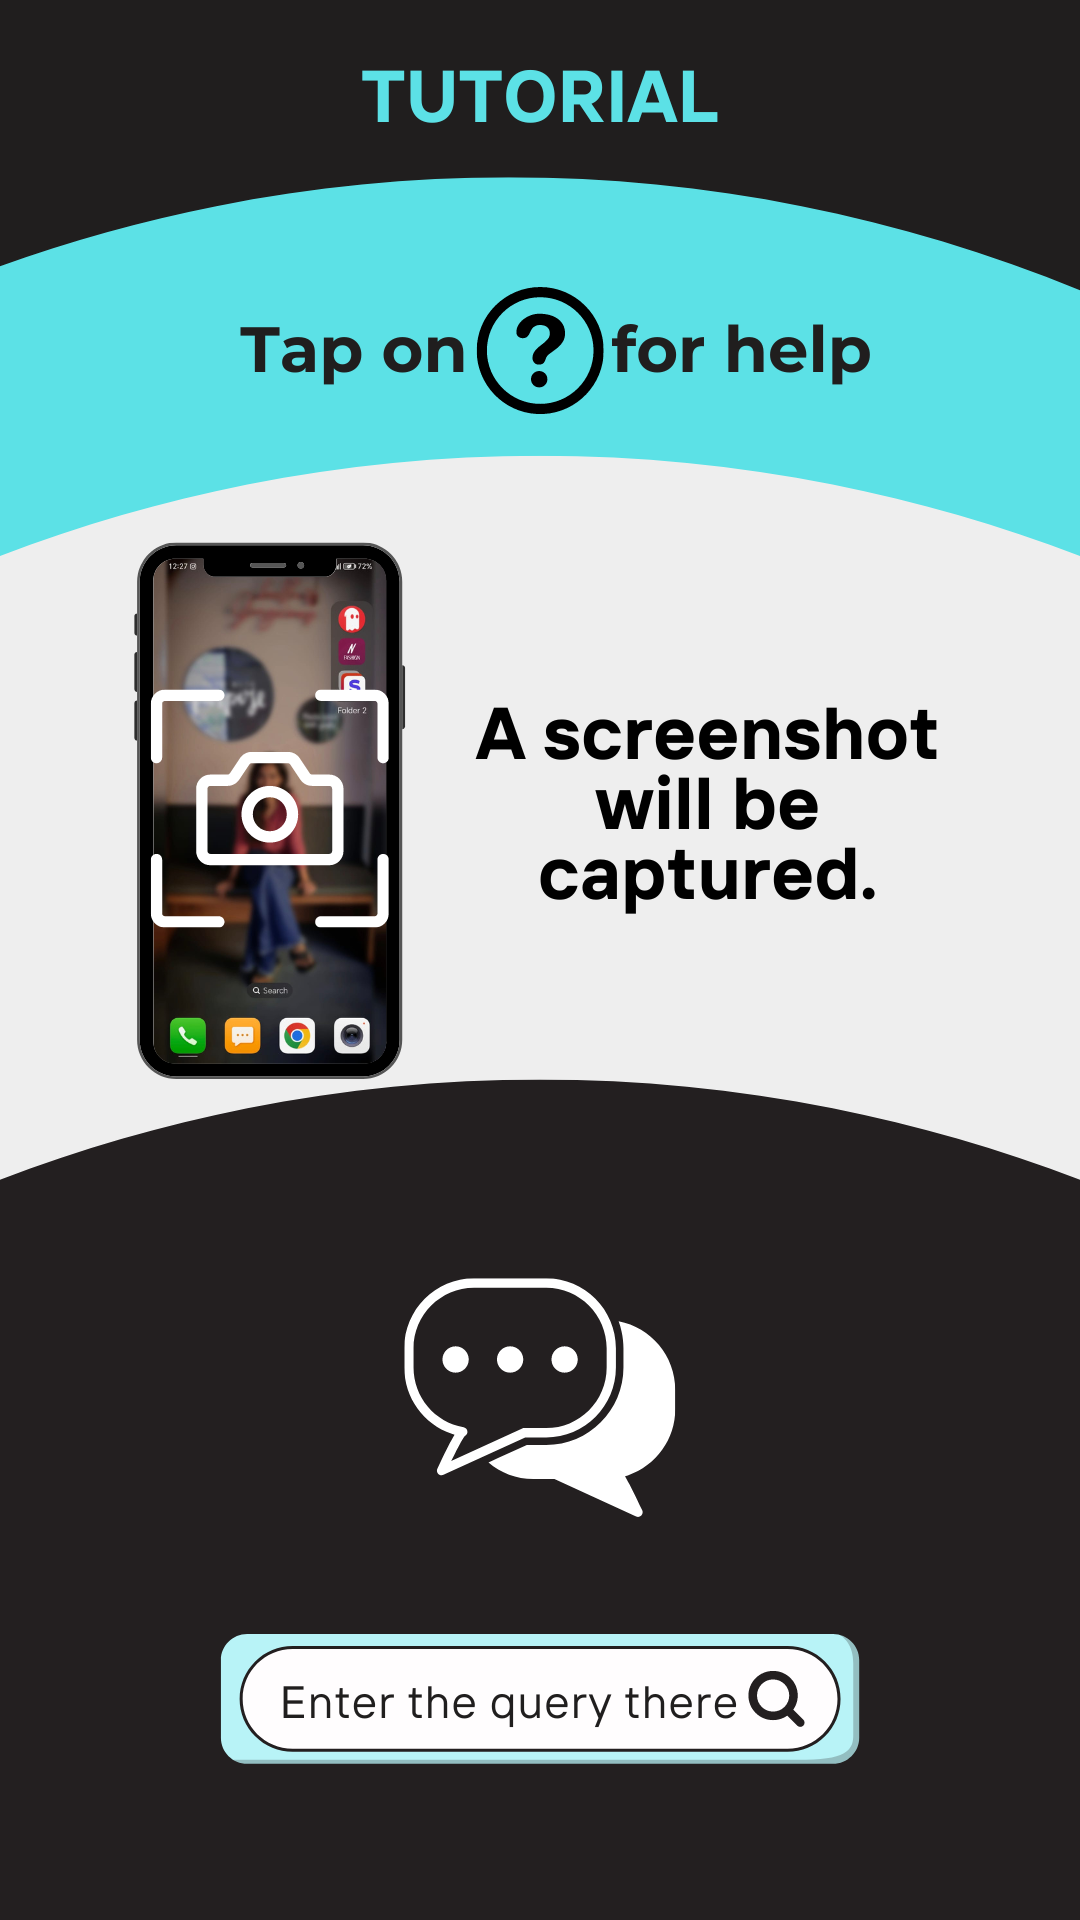 TUTORIAL
Tap on ? for help
12:27
72%
N
FASHION
S
Folder 2
A screenshot
will be
captured.
Search
Enter the query there